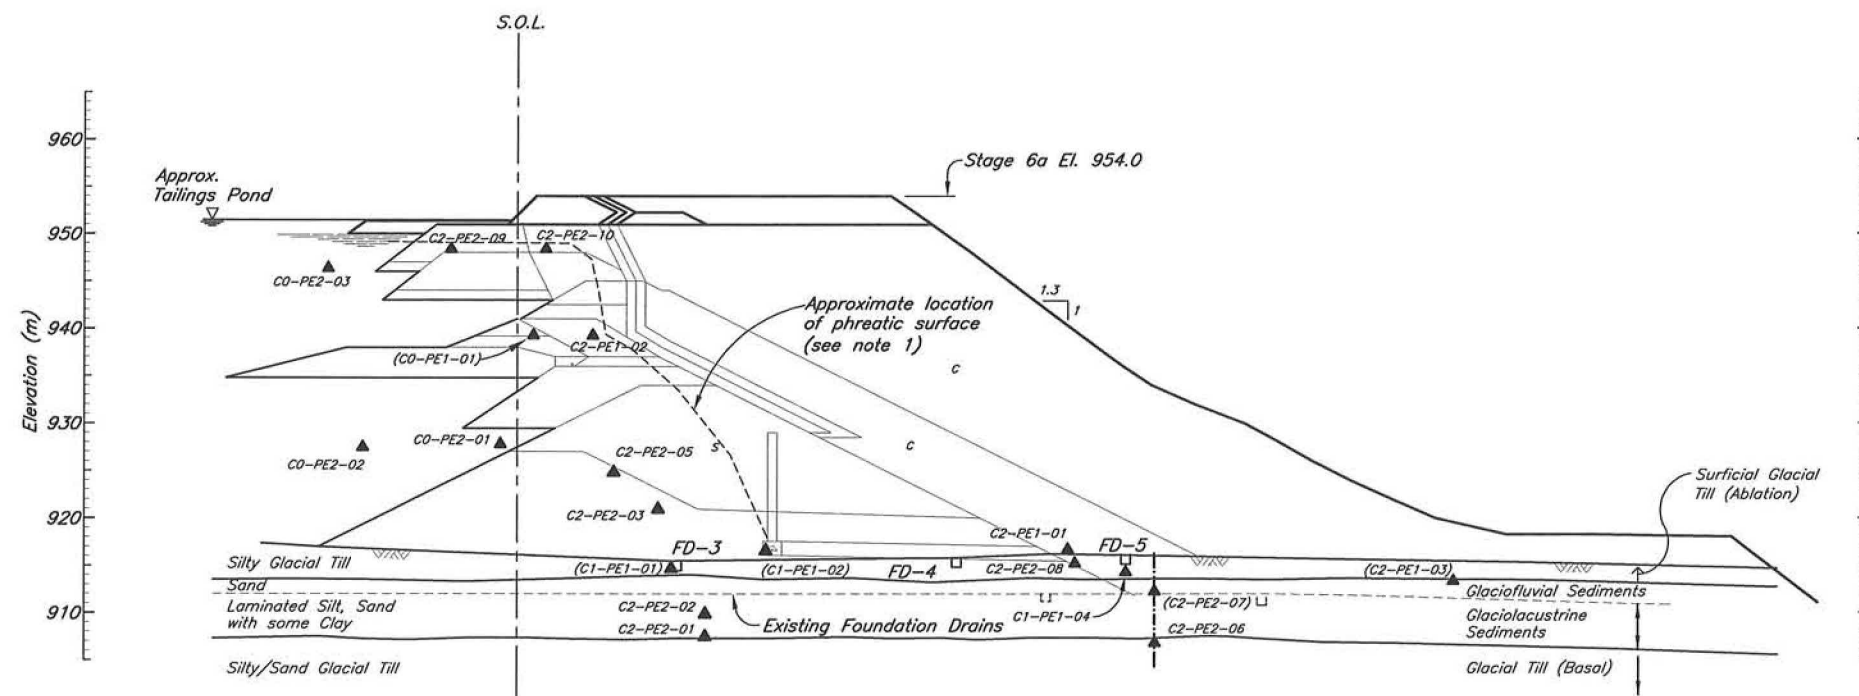 S.O.L.
960
950
940
930
920
910
Elevation (m)
Approx.
Tailings Pond
Stage 6a El. 954.0
C2-PE2-09
C2-PE2-10
C0-PE2-03
1.3
1
Approximate location
of phreatic surface
(see note 1)
(C0-PE1-01)
C2-PE1-02
c
C0-PE2-01
C0-PE2-02
s
c
C2-PE2-05
C2-PE2-03
Surficial Glacial
Till (Ablation)
C2-PE1-01
FD-3
FD-5
Silty Glacial Till
(C1-PE1-01)
(C1-PE1-02)
FD-4
C2-PE2-08
(C2-PE1-03)
Sand
Glaciofluvial Sediments
Laminated Silt, Sand
with some Clay
C2-PE2-02
C1-PE1-04
(C2-PE2-07)
Glaciolacustrine
Sediments
C2-PE2-01
Existing Foundation Drains
C2-PE2-06
Silty/Sand Glacial Till
Glacial Till (Basal)